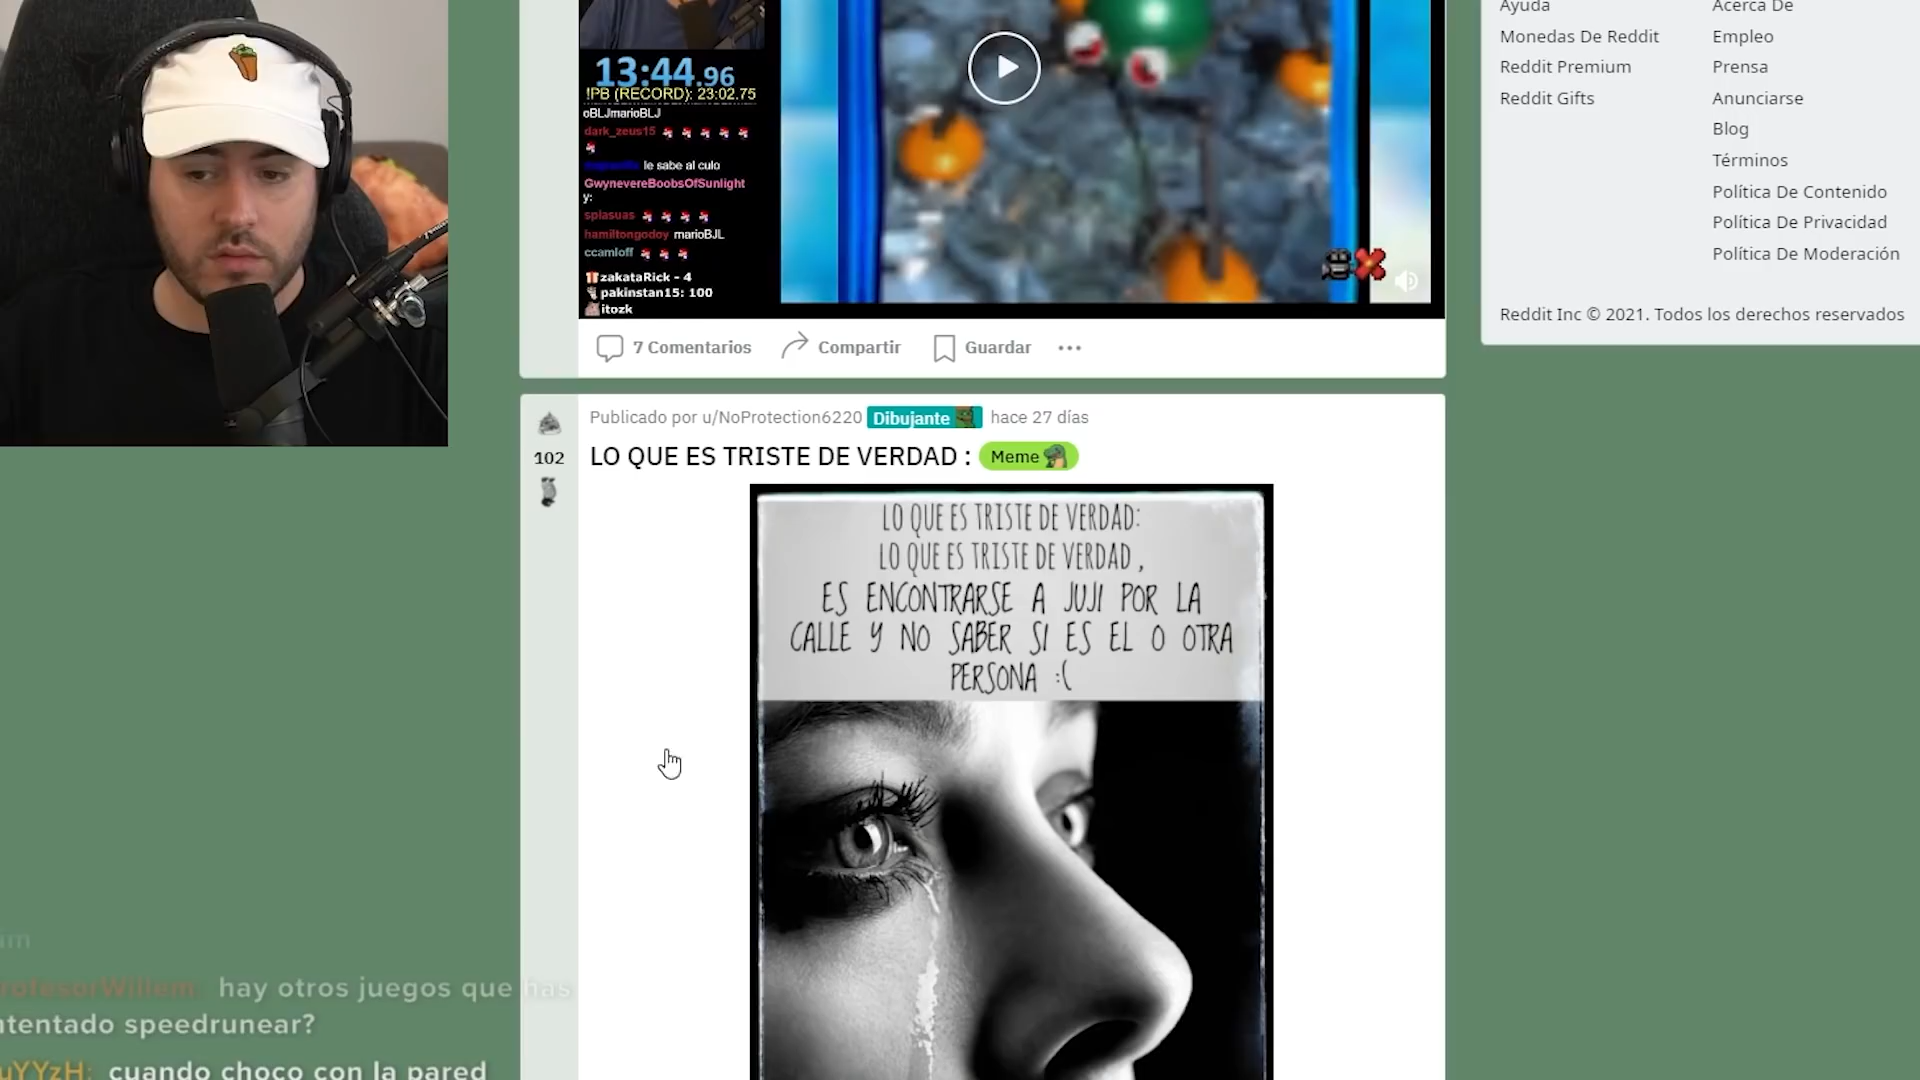 13:44.96
!PB (RECORD): 23:02.75
oBLJmarioBLJ
dark_zeus15
le sabe al culo
GwynevereBoobsOfSunlight
y:
splasuas
hamiltongodoy marioBJL
ccamloff
zakataRick - 4
pakinstan15: 100
itozk
7 Comentarios
Compartir
Guardar
Publicado por u/NoProtection6220 Dibujante hace 27 días
102
LO QUE ES TRISTE DE VERDAD : Meme
LO QUE ES TRISTE DE VERDAD:
LO QUE ES TRISTE DE VERDAD ,
ES ENCONTRARSE A JUJI POR LA
CALLE Y NO SABER SI ES EL O OTRA
PERSONA :(
Ayuda
Monedas De Reddit
Reddit Premium
Reddit Gifts
Acerca De
Empleo
Prensa
Anunciarse
Blog
Términos
Política De Contenido
Política De Privacidad
Política De Moderación
Reddit Inc © 2021. Todos los derechos reservados
im
rofesorWillem: hay otros juegos que has
ntentado speedrunear?
uYYzH: cuando choco con la pared